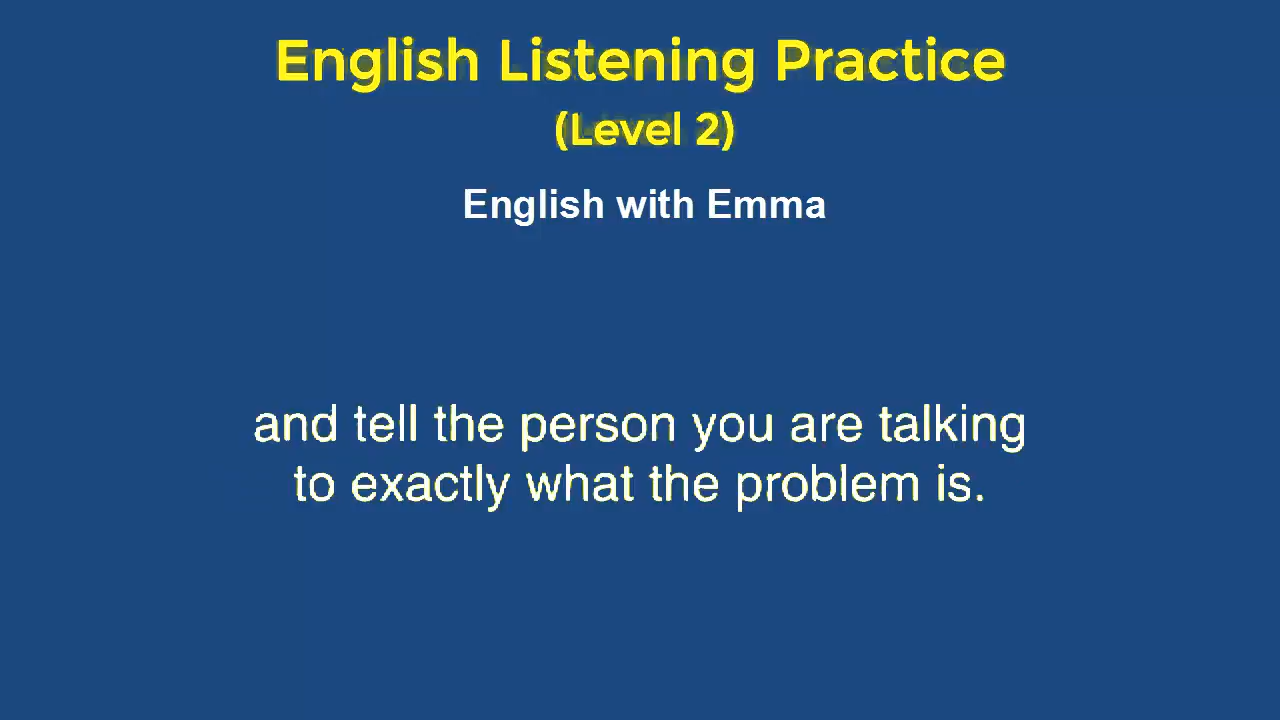 English Listening Practice
(Level 2)
English with Emma
and tell the person you are talking
to exactly what the problem is.